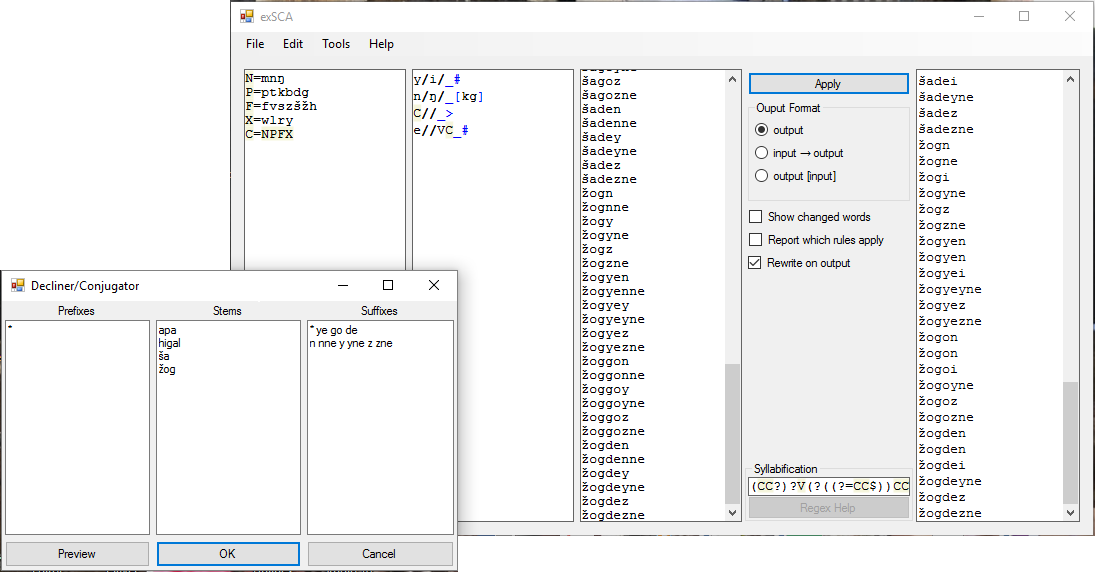 exSCA
File Edit Tools Help
N=mnŋ
P=ptkbdg
F=fvszšžh
X=wlry
C=NPFX
y/i/_#
n/ŋ/_[kg]
C//_>
e//VC_#
šagoz
šagozne
šaden
šadenne
šadey
šadeyne
šadez
šadezne
žogn
žognne
žogy
žogyne
žogz
žogzne
žogyen
žogyenne
žogyey
žogyeyne
žogyez
žogyezne
žoggon
žoggonne
žoggoy
žoggoyne
žoggoz
žoggozne
žogden
žogdenne
žogdey
žogdeyne
žogdez
žogdezne
Apply
Ouput Format
output
input → output
output [input]
Show changed words
Report which rules apply
Rewrite on output
Syllabification
(CC?)?V(?((?=CC$))CC
Regex Help
šadei
šadeyne
šadez
šadezne
žogn
žogne
žogi
žogyne
žogz
žogzne
žogyen
žogyen
žogyei
žogyeyne
žogyez
žogyezne
žogon
žogon
žogoi
žogoyne
žogoz
žogozne
žogden
žogden
žogdei
žogdeyne
žogdez
žogdezne
Decliner/Conjugator
Prefixes Stems Suffixes
*
apa
higal
ša
žog
* ye go de
n nne y yne z zne
Preview OK Cancel